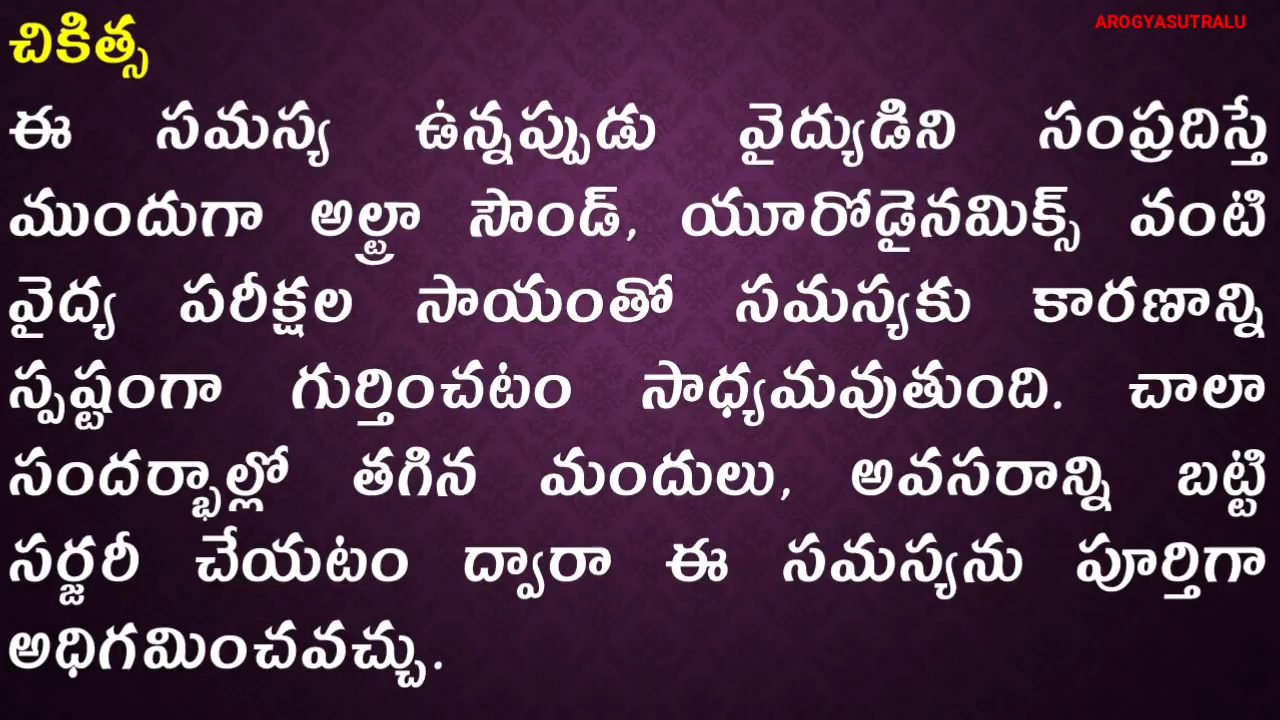 AROGYASUTRALU
చికిత్స
ఈ సమస్య ఉన్నప్పుడు వైద్యుడిని సంప్రదిస్తే
ముందుగా అల్ట్రా సౌండ్, యూరోడైనమిక్స్ వంటి
వైద్య పరీక్షల సాయంతో సమస్యకు కారణాన్ని
స్పష్టంగా గుర్తించటం సాధ్యమవుతుంది. చాలా
సందర్భాల్లో తగిన మందులు, అవసరాన్ని బట్టి
సర్జరీ చేయటం ద్వారా ఈ సమస్యను పూర్తిగా
అధిగమించవచ్చు.